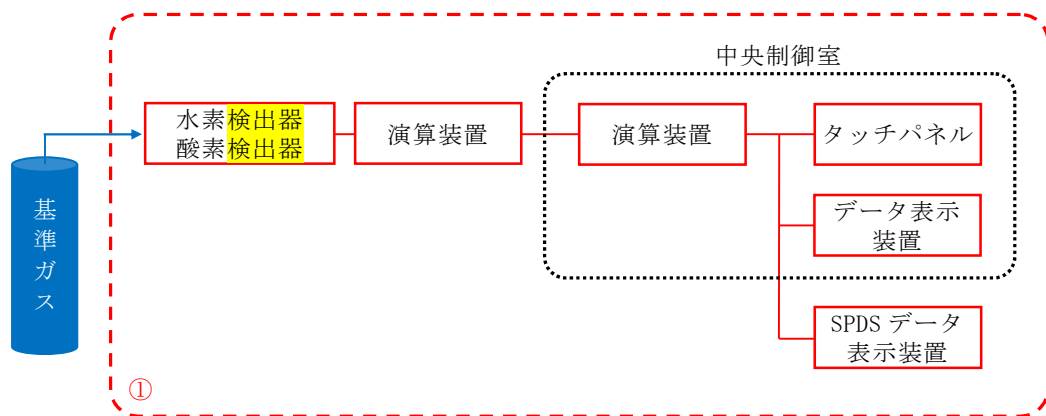 中央制御室
水素検出器
酸素検出器
演算装置
演算装置
タッチパネル
基準ガス
データ表示
装置
SPDS データ
表示装置
①